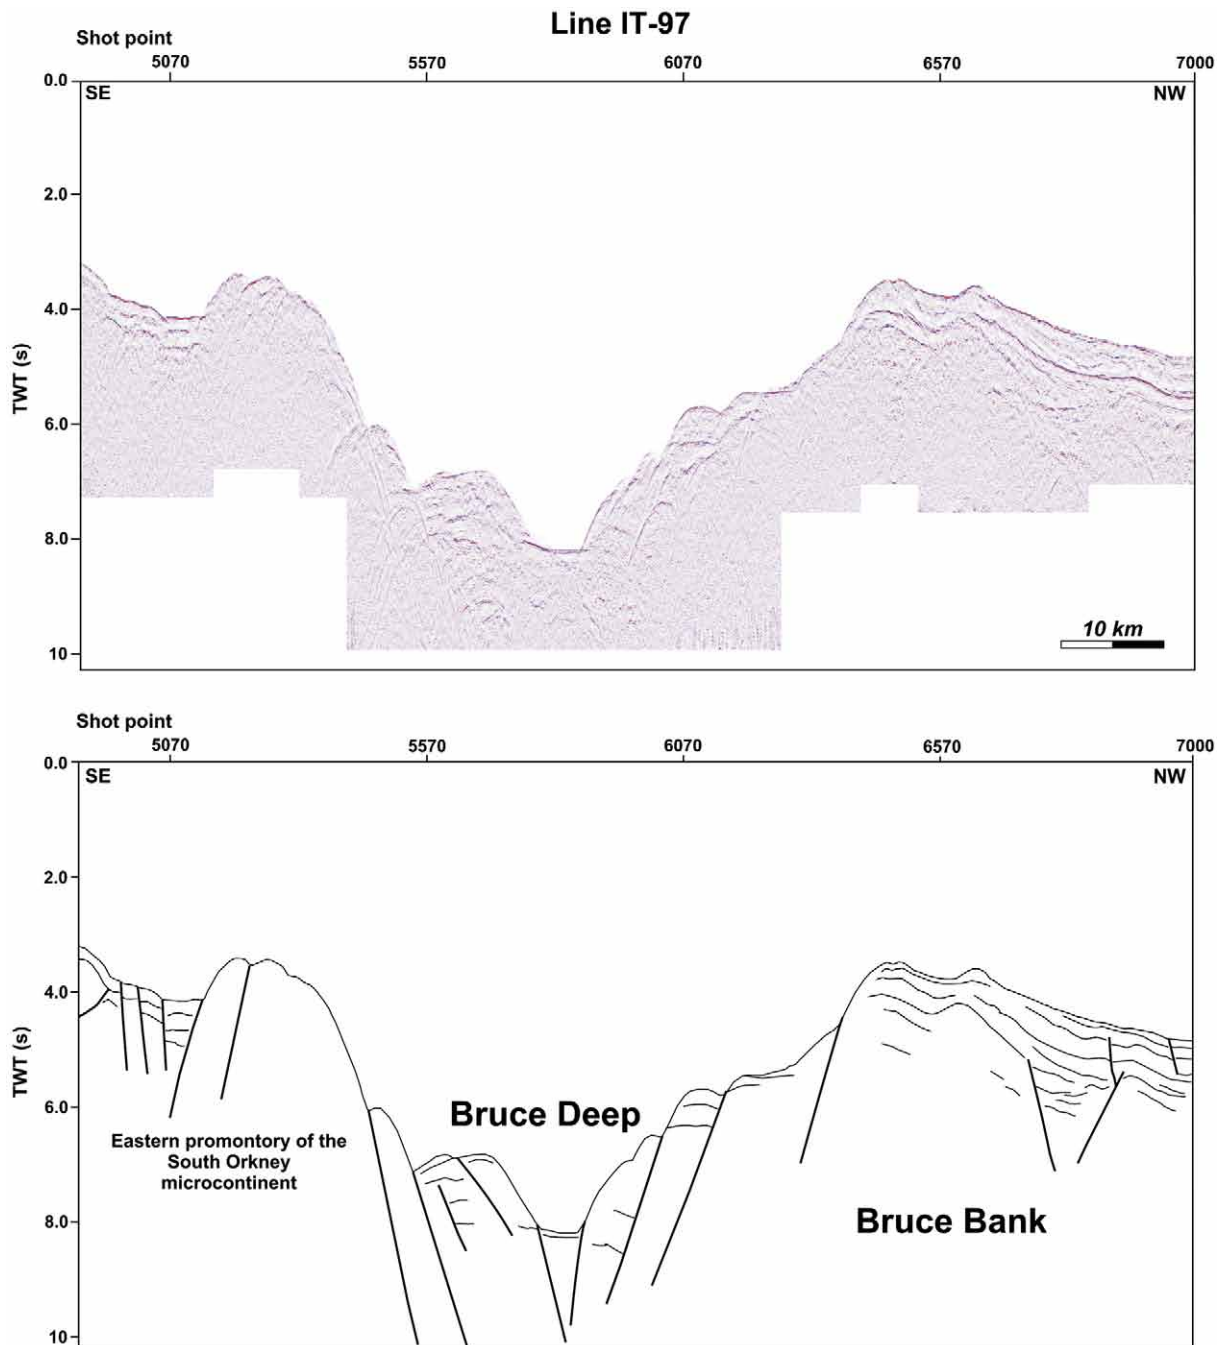 Line IT-97
Shot point
5070 5570 6070 6570 7000
0.0
SE NW
2.0
4.0
TWT (s)
6.0
8.0
10 km
10
Shot point
5070 5570 6070 6570 7000
0.0
SE NW
2.0
4.0
TWT (s)
6.0
Bruce Deep
Eastern promontory of the
South Orkney
microcontinent
8.0
Bruce Bank
10